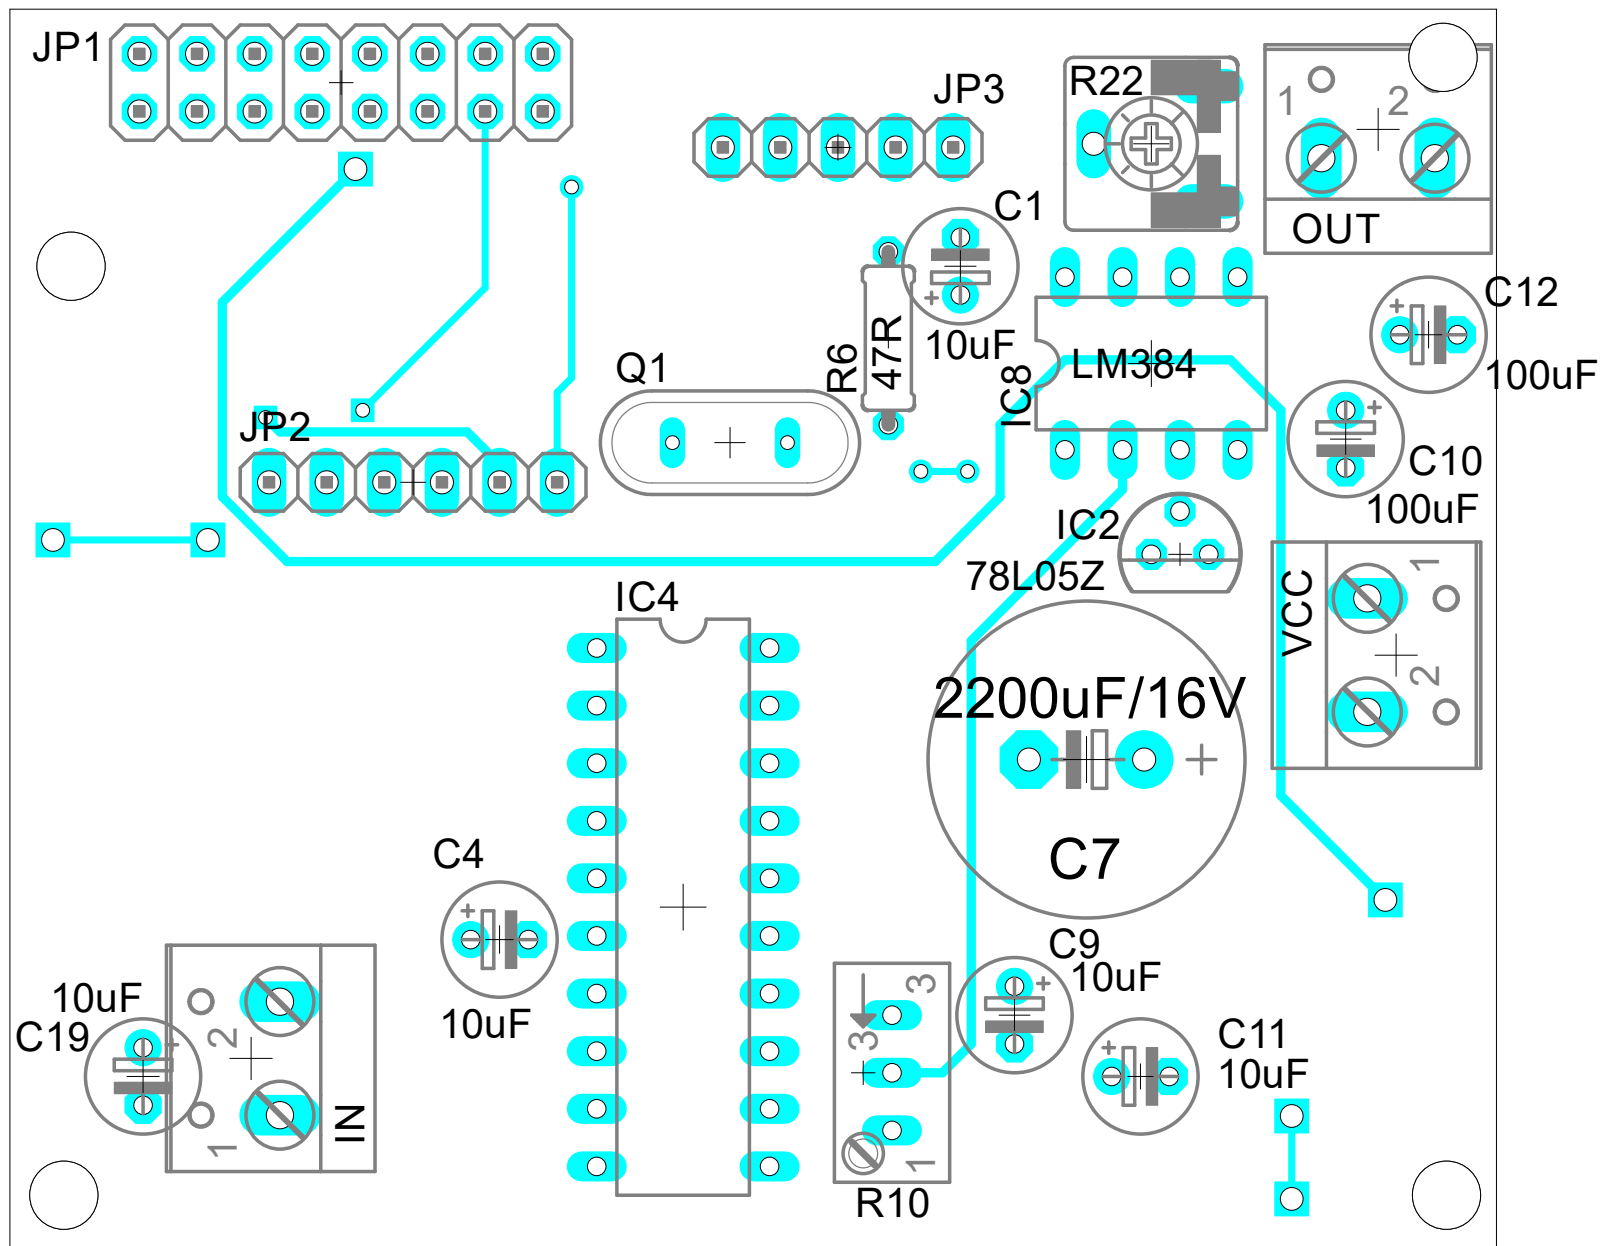 JP1
JP3
R22
1
2
OUT
C1
10uF
C12
100uF
R6
47R
IC8
LM384
Q1
JP2
C10
100uF
IC2
78L05Z
VCC
1
2
IC4
2200uF/16V
C7
C4
10uF
C9
10uF
10uF
C19
2
1
IN
3
3
1
R10
C11
10uF